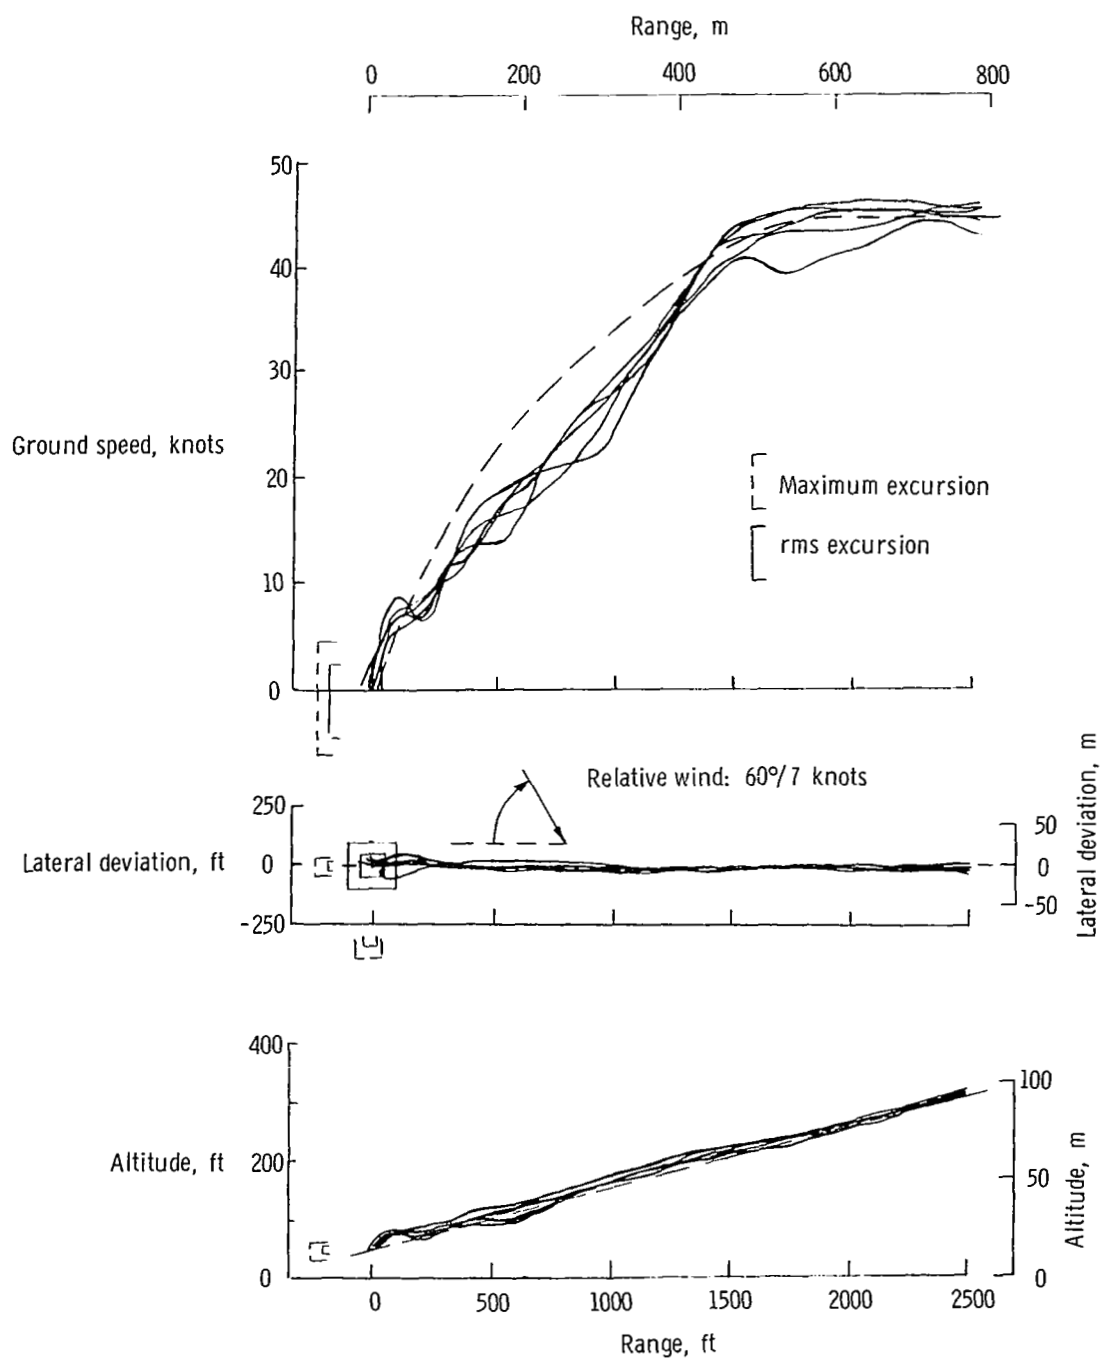 Range, m
0 200 400 600 800
50
40
30
Ground speed, knots
20
Maximum excursion
rms excursion
10
0
Relative wind: 60°/7 knots
250
50
Lateral deviation, ft 0
0
Lateral deviation, m
-50
-250
400
100
Altitude, ft 200
50
Altitude, m
0
0
0 500 1000 1500 2000 2500
Range, ft